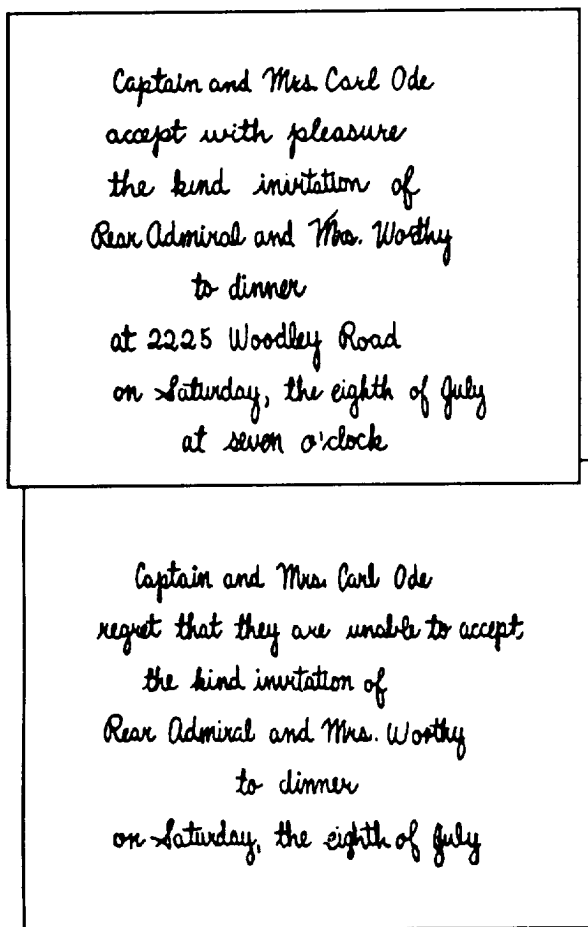 Captain and Mrs. Carl Ode
accept with pleasure
the kind invitation of
Rear Admiral and Mrs. Worthy
to dinner
at 2225 Woodley Road
on Saturday, the eighth of July
at seven o'clock
Captain and Mrs. Carl Ode
regret that they are unable to accept
the kind invitation of
Rear Admiral and Mrs. Worthy
to dinner
on Saturday, the eighth of July